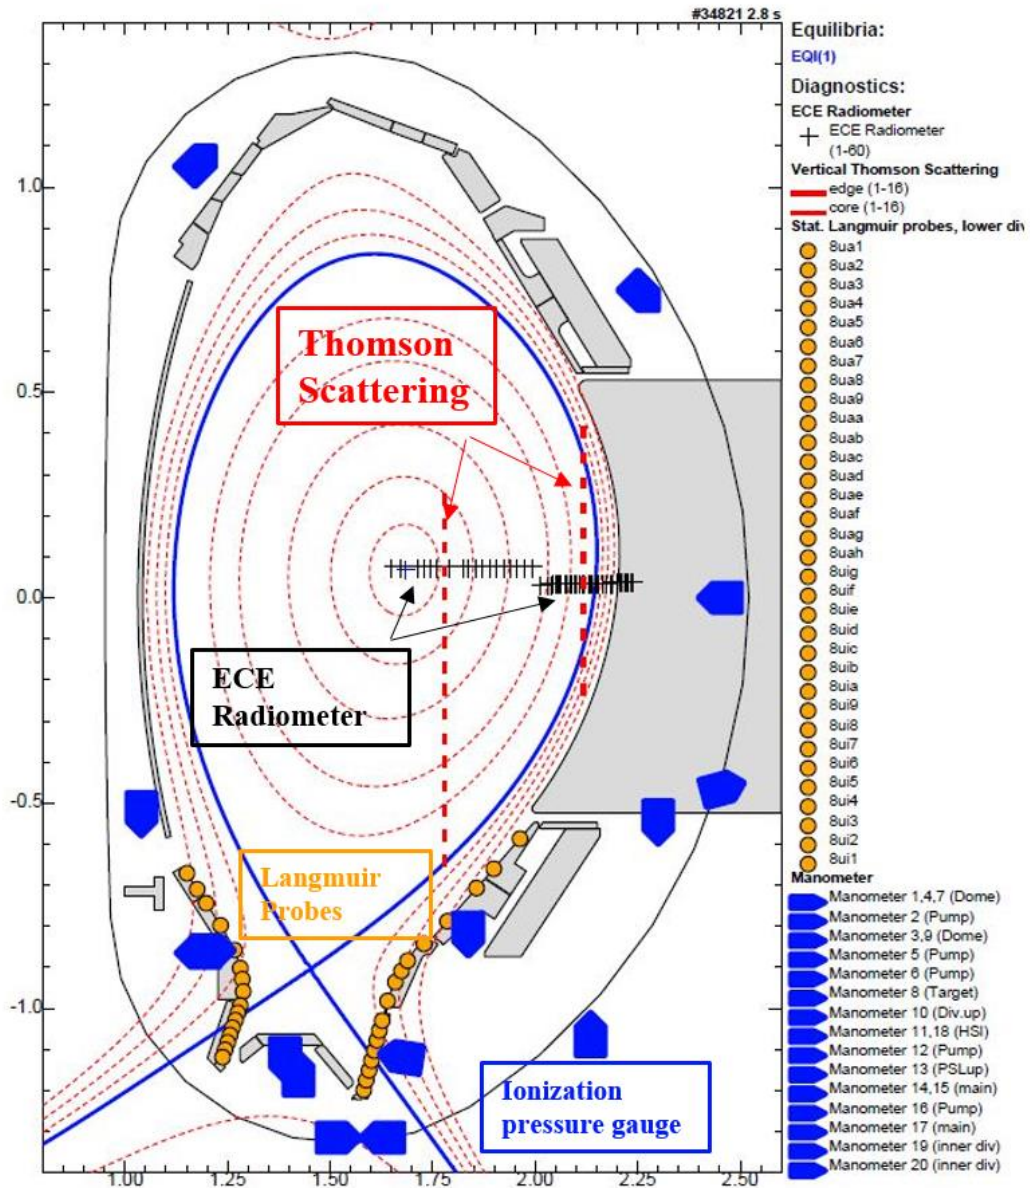 #34821 2.8 s
Equilibria:
EQI(1)
Diagnostics:
ECE Radiometer
ECE Radiometer
(1-60)
Vertical Thomson Scattering
edge (1-16)
core (1-16)
Stat. Langmuir probes, lower div
8ua1
8ua2
8ua3
8ua4
8ua5
8ua6
8ua7
8ua8
8ua9
8uaa
8uab
8uac
8uad
8uae
8uaf
8uag
8uah
8uig
8uif
8uie
8uid
8uic
8uib
8uia
8ui9
8ui8
8ui7
8ui6
8ui5
8ui4
8ui3
8ui2
8ui1
Manometer
Manometer 1,4,7 (Dome)
Manometer 2 (Pump)
Manometer 3,9 (Dome)
Manometer 5 (Pump)
Manometer 6 (Pump)
Manometer 8 (Target)
Manometer 10 (Div.up)
Manometer 11,18 (HSI)
Manometer 12 (Pump)
Manometer 13 (PSLup)
Manometer 14,15 (main)
Manometer 16 (Pump)
Manometer 17 (main)
Manometer 19 (inner div)
Manometer 20 (inner div)
1.0
0.5
0.0
-0.5
-1.0
Thomson
Scattering
ECE
Radiometer
Langmuir
Probes
Ionization
pressure gauge
1.00
1.25
1.50
1.75
2.00
2.25
2.50